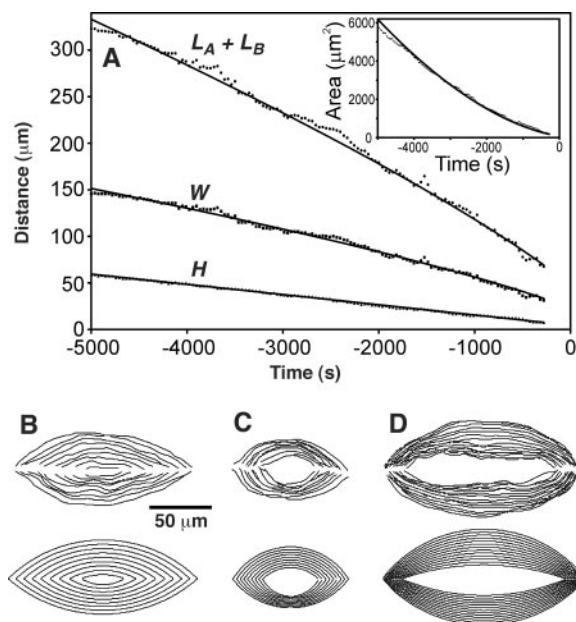 300
250
200
150
100
50
0
Distance (μm)
A
L_A + L_B
W
H
-5000 -4000 -3000 -2000 -1000 0
Time (s)
6000
4000
2000
0
Area (μm²)
-4000 -2000 0
Time (s)
B C D
50 μm